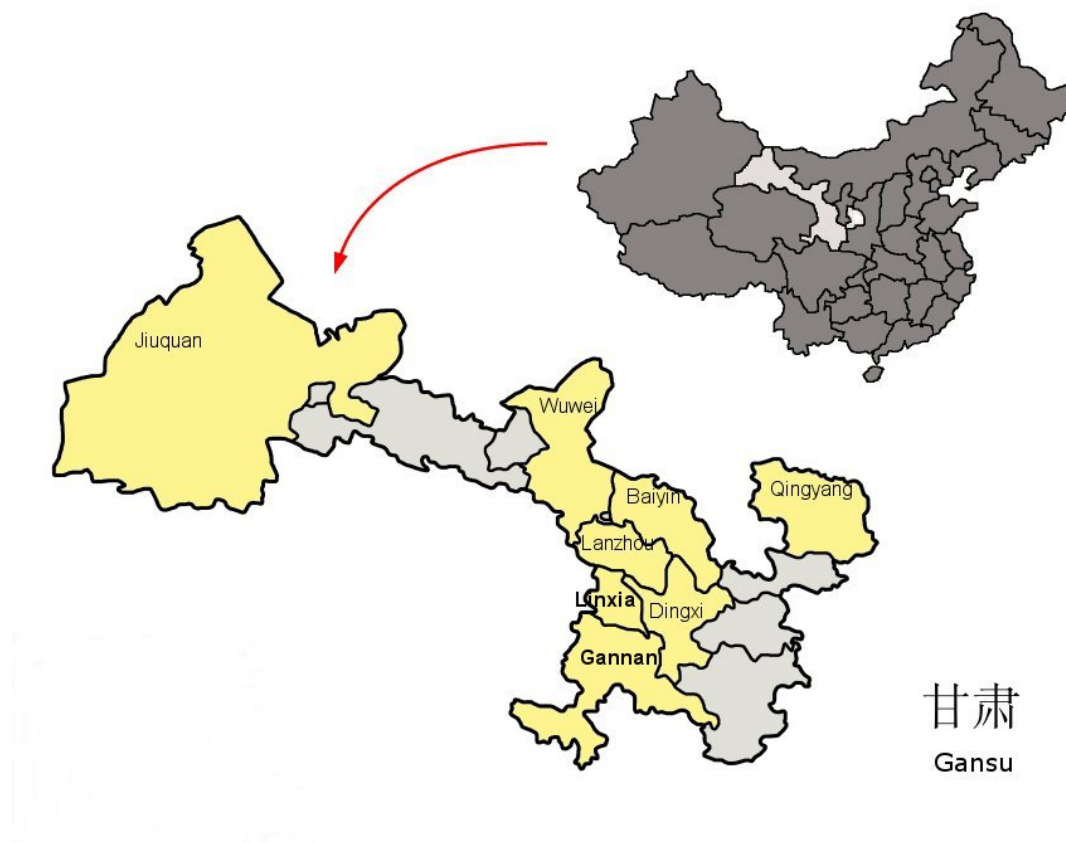 Jiuquan
Wuwei
Baiyin
Qingyang
Lanzhou
Linxia
Dingxi
Gannan
甘肃
Gansu